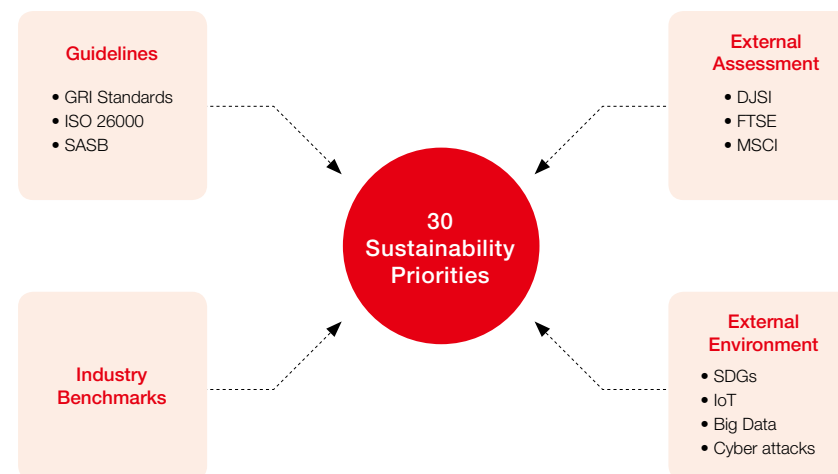 Guidelines
• GRI Standards
• ISO 26000
• SASB
External
Assessment
• DJSI
• FTSE
• MSCI
30
Sustainability
Priorities
Industry
Benchmarks
External
Environment
• SDGs
• IoT
• Big Data
• Cyber attacks